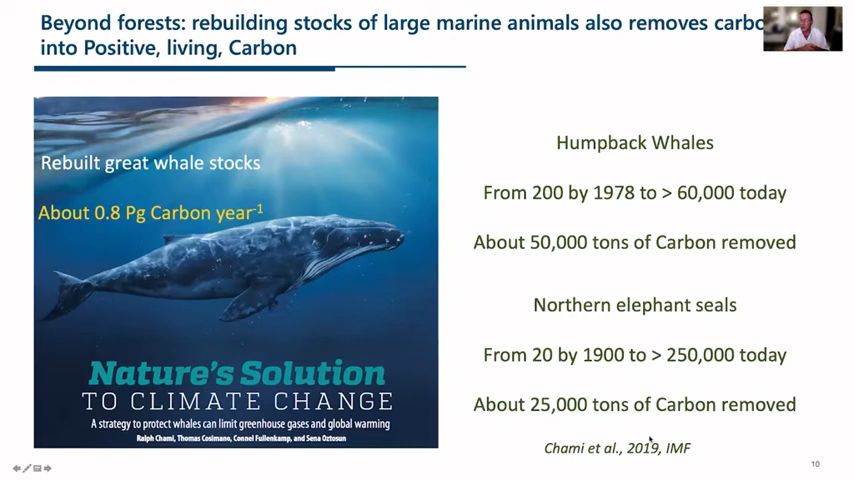 Beyond forests: rebuilding stocks of large marine animals also removes carbo
into Positive, living, Carbon
Rebuilt great whale stocks
About 0.8 Pg Carbon year-1
Nature's Solution
TO CLIMATE CHANGE
A strategy to protect whales can limit greenhouse gases and global warming
Ralph Chami, Thomas Cosimano, Connel Fullenkamp, and Sena Oztosun
Humpback Whales
From 200 by 1978 to > 60,000 today
About 50,000 tons of Carbon removed
Northern elephant seals
From 20 by 1900 to > 250,000 today
About 25,000 tons of Carbon removed
Chami et al., 2019, IMF
10